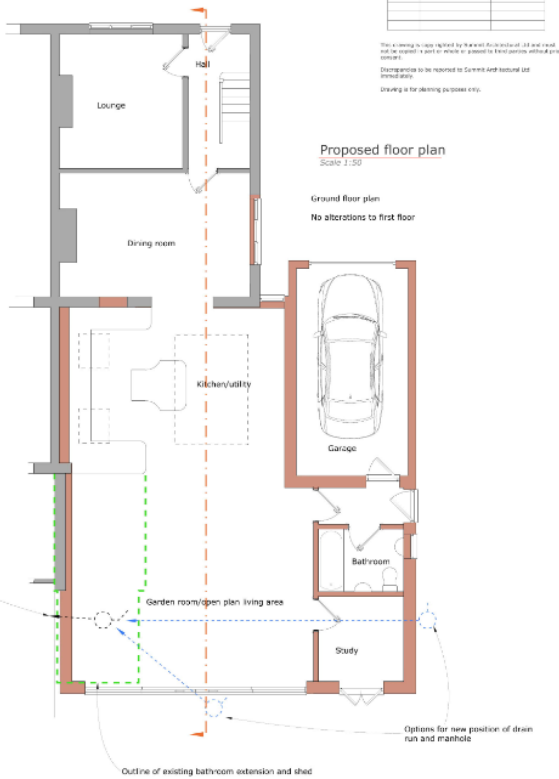 This drawing is copy righted by Summit Architectural Ltd and must
not be copied in part or whole or passed to third parties without prior
consent.
Discrepancies to be reported to Summit Architectural Ltd
immediately.
Drawing is for planning purposes only.
Hall
Lounge
Proposed floor plan
Scale 1:50
Ground floor plan
No alterations to first floor
Dining room
Kitchen/utility
Garage
Bathroom
Garden room/open plan living area
Study
Options for new position of drain
run and manhole
Outline of existing bathroom extension and shed